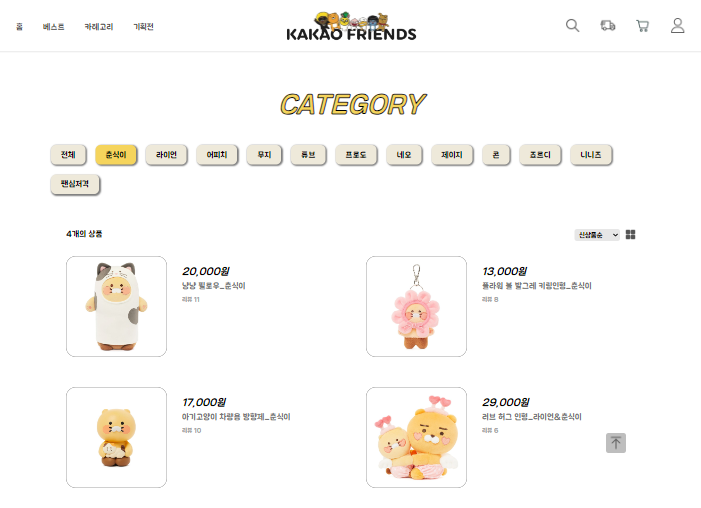 홈 베스트 카테고리 기획전
KAKAO FRIENDS
CATEGORY
전체 춘식이 라이언 어피치 무지 튜브 프로도 네오 제이지 콘 죠르디 니니즈
팬심저격
4개의 상품 신상품순
20,000원
냥냥 필로우_춘식이
리뷰 11
13,000원
플라워 볼 발그레 키링인형_춘식이
리뷰 8
17,000원
아기고양이 차량용 방향제_춘식이
리뷰 10
29,000원
러브 허그 인형_라이언&춘식이
리뷰 6